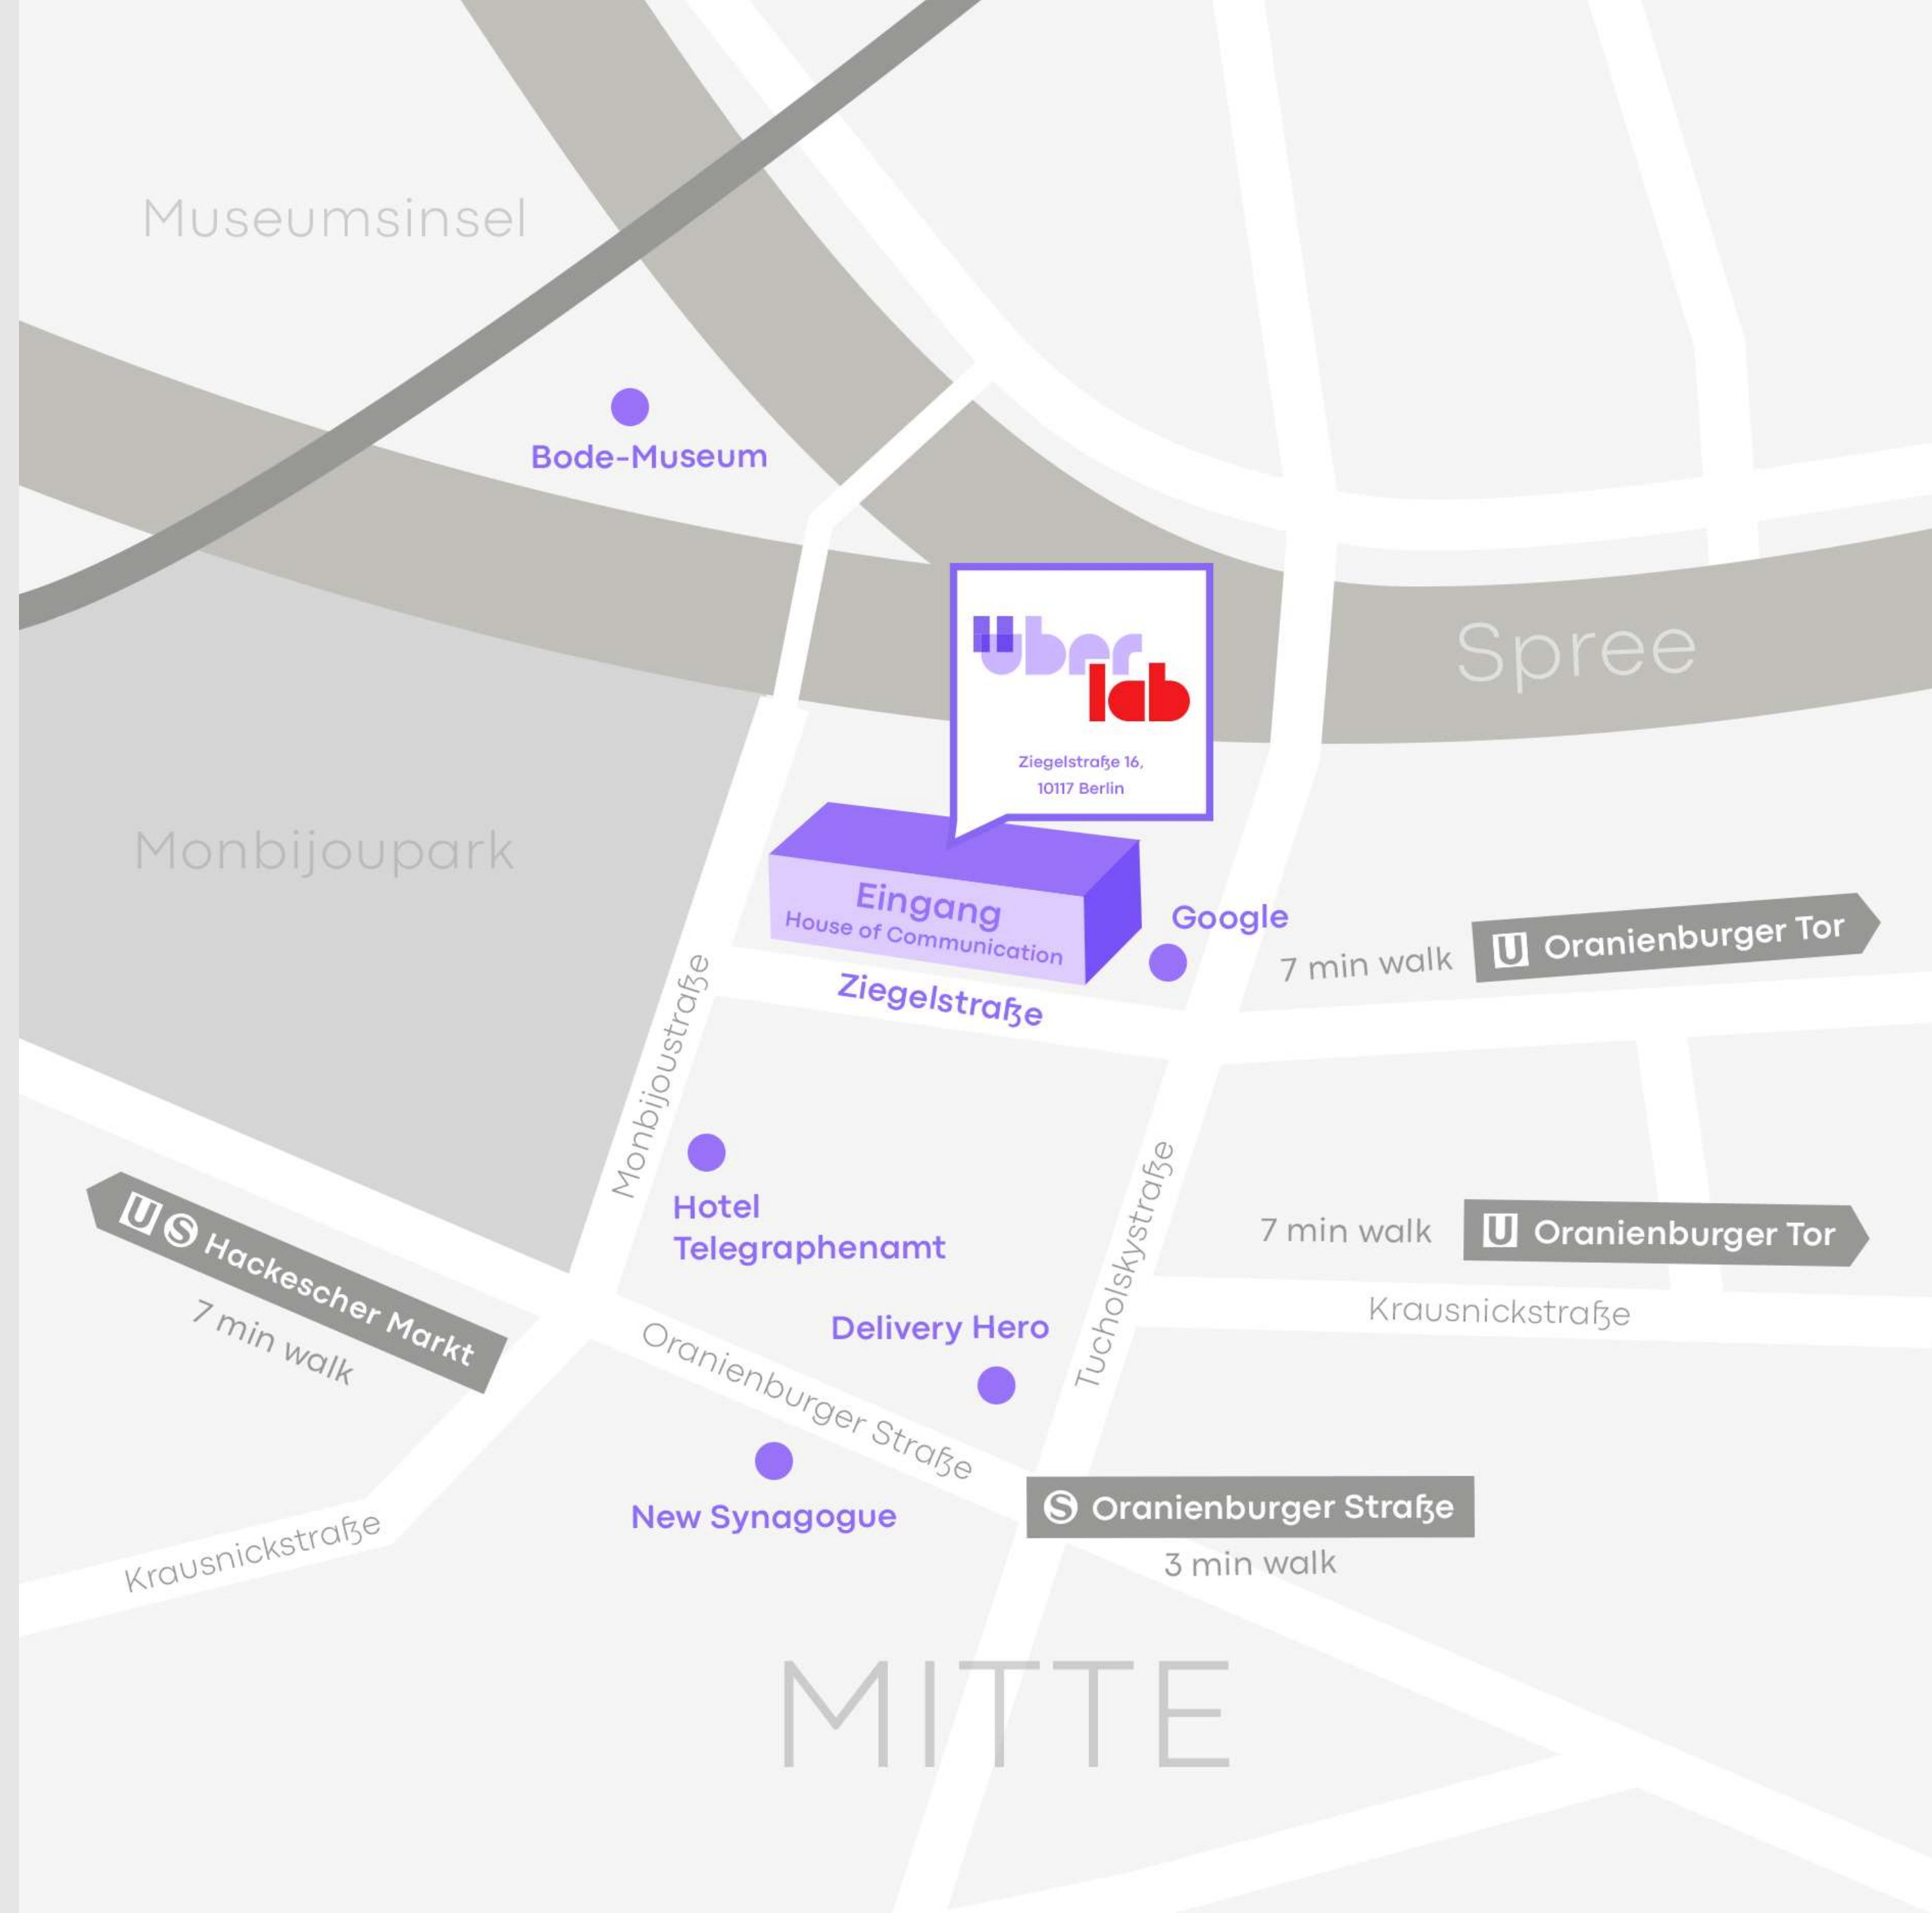 Museumsinsel
Bode-Museum
Spree
Über
lab
Ziegelstraße 16,
10117 Berlin
Monbijoupark
Eingang
House of Communication
Google
7 min walk
U Oranienburger Tor
Ziegelstraße
Monbijoustraße
Hotel
Telegraphenamt
Tucholskystraße
7 min walk
U Oranienburger Tor
U S Hackescher Markt
7 min walk
Krausnickstraße
Delivery Hero
Oranienburger Straße
New Synagogue
S Oranienburger Straße
3 min walk
Krausnickstraße
MITTE